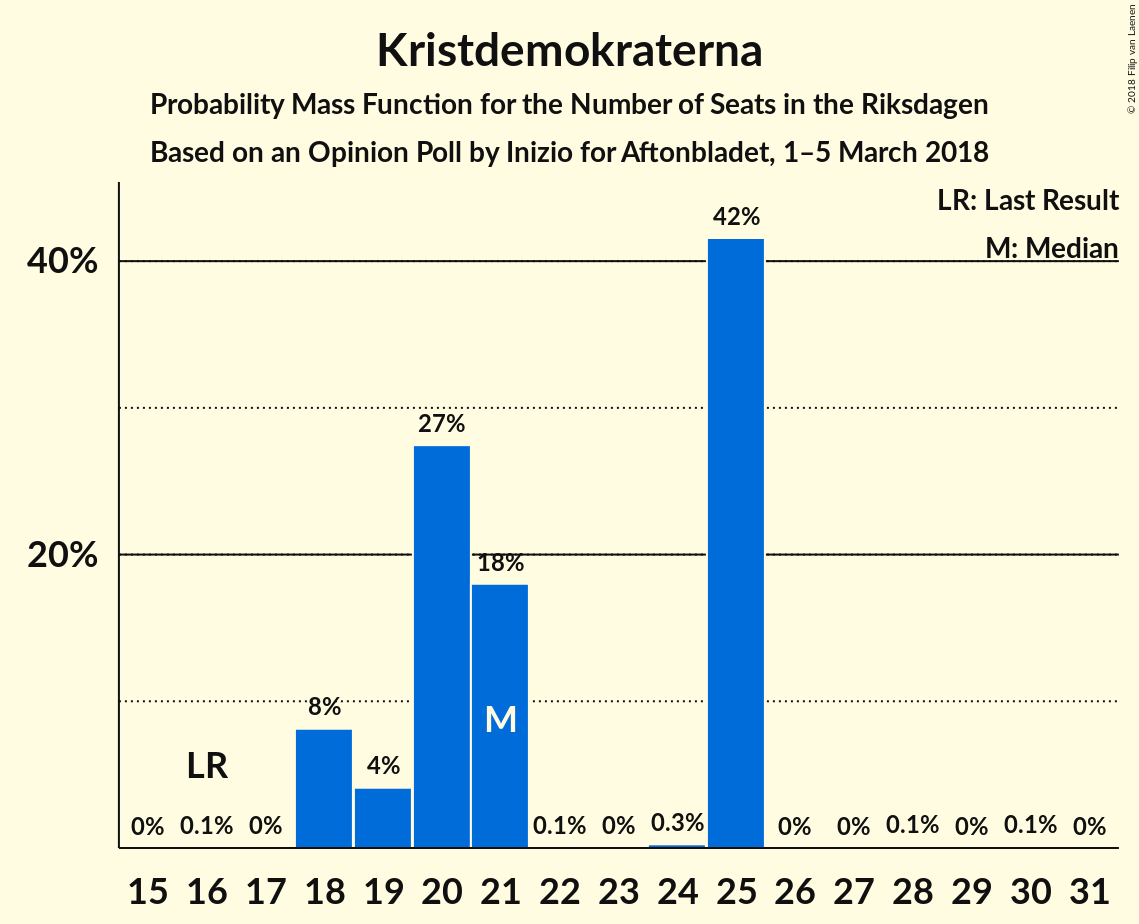 Kristdemokraterna
Probability Mass Function for the Number of Seats in the Riksdagen
Based on an Opinion Poll by Inizio for Aftonbladet, 1–5 March 2018
© 2018 Filip van Laenen
LR: Last Result
M: Median
42%
40%
27%
20%
18%
8%
M
LR
4%
0% 0.1% 0% 0.1% 0% 0.3% 0% 0% 0.1% 0% 0.1% 0%
15 16 17 18 19 20 21 22 23 24 25 26 27 28 29 30 31